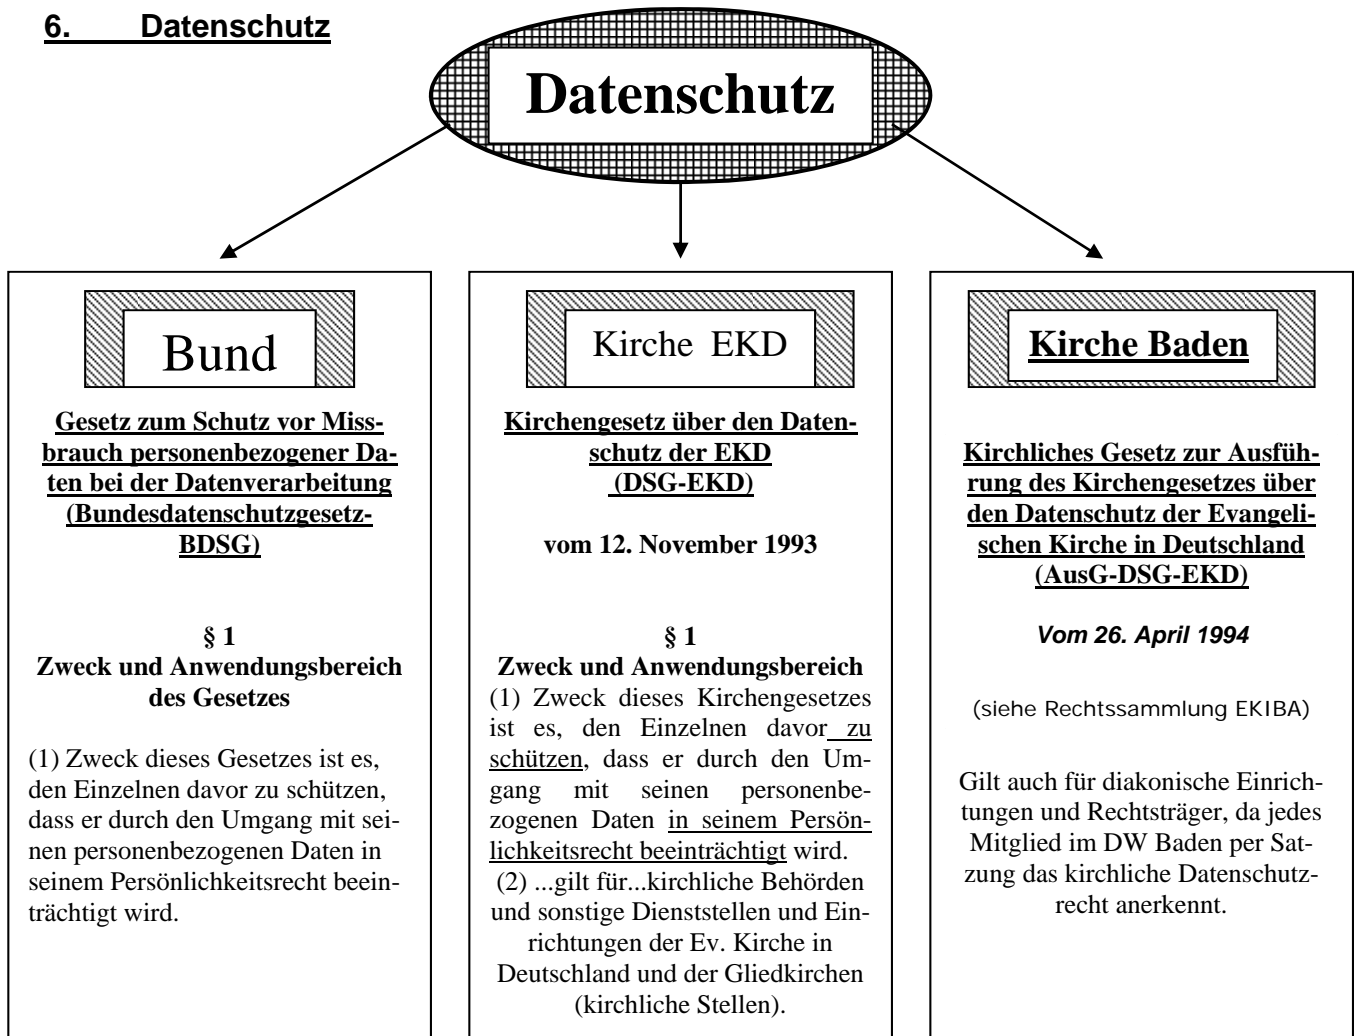 6. Datenschutz
Datenschutz
Bund
Gesetz zum Schutz vor Miss-
brauch personenbezogener Da-
ten bei der Datenverarbeitung
(Bundesdatenschutzgesetz-
BDSG)
§ 1
Zweck und Anwendungsbereich
des Gesetzes
(1) Zweck dieses Gesetzes ist es,
den Einzelnen davor zu schützen,
dass er durch den Umgang mit sei-
nen personenbezogenen Daten in
seinem Persönlichkeitsrecht beein-
trächtigt wird.
Kirche EKD
Kirchengesetz über den Daten-
schutz der EKD
(DSG-EKD)
vom 12. November 1993
§ 1
Zweck und Anwendungsbereich
(1) Zweck dieses Kirchengesetzes
ist es, den Einzelnen davor zu
schützen, dass er durch den Um-
gang mit seinen personenbe-
zogenen Daten in seinem Persön-
lichkeitsrecht beeinträchtigt wird.
(2) ...gilt für...kirchliche Behörden
und sonstige Dienststellen und Ein-
richtungen der Ev. Kirche in
Deutschland und der Gliedkirchen
(kirchliche Stellen).
Kirche Baden
Kirchliches Gesetz zur Ausfüh-
rung des Kirchengesetzes über
den Datenschutz der Evangeli-
schen Kirche in Deutschland
(AusG-DSG-EKD)
Vom 26. April 1994
(siehe Rechtssammlung EKIBA)
Gilt auch für diakonische Einrich-
tungen und Rechtsträger, da jedes
Mitglied im DW Baden per Sat-
zung das kirchliche Datenschutz-
recht anerkennt.